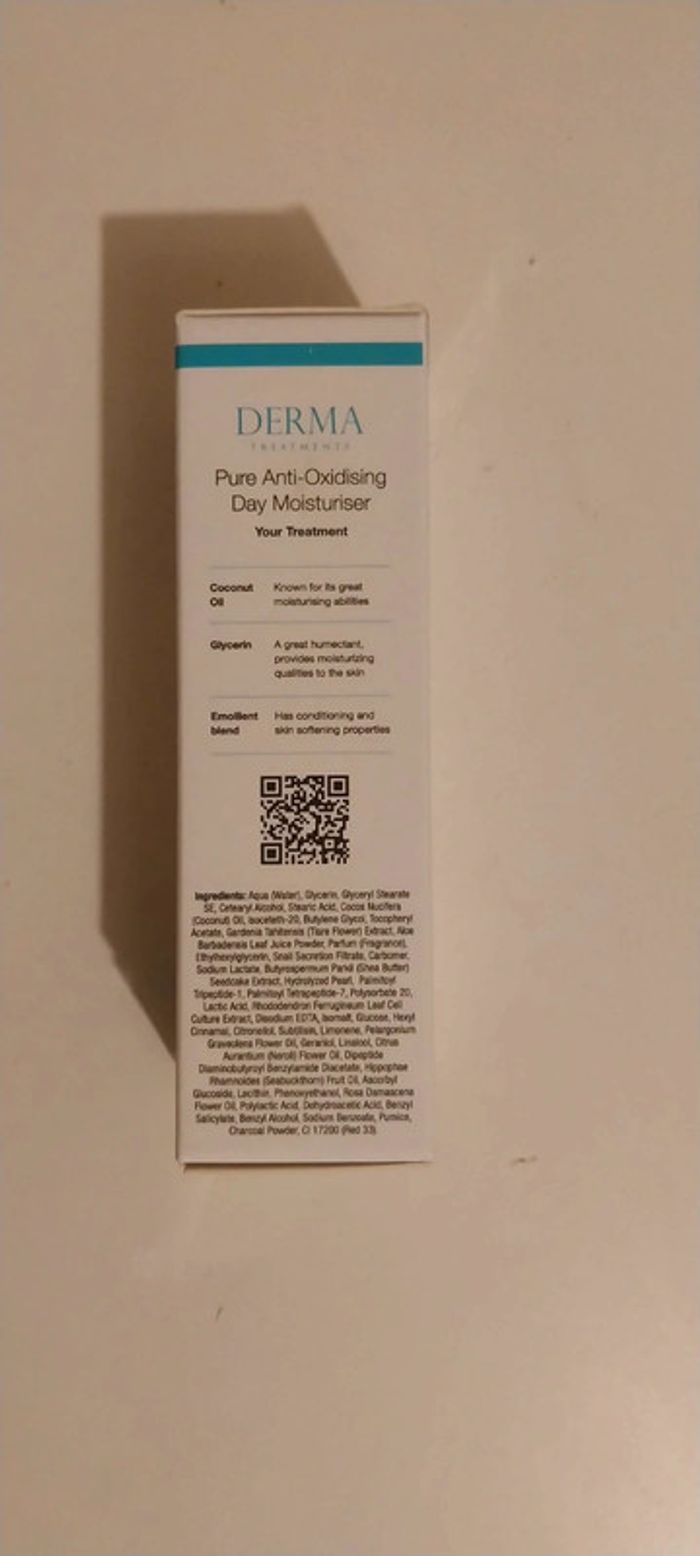 DERMA
TREATMENTS
Pure Anti-Oxidising
Day Moisturiser
Your Treatment
Coconut Oil
Known for its great
moisturising abilities
Glycerin
A great humectant,
provides moisturizing
qualities to the skin
Emollient blend
Has conditioning and
skin softening properties
Ingredients: Aqua (Water), Glycerin, Glyceryl Stearate
SE, Cetearyl Alcohol, Stearic Acid, Cocos Nucifera
(Coconut) Oil, Isoceteth-20, Butylene Glycol, Tocopheryl
Acetate, Gardenia Tahitensis (Tiare Flower) Extract, Aloe
Barbadensis Leaf Juice Powder, Parfum (Fragrance),
Ethylhexylglycerin, Snail Secretion Filtrate, Carbomer,
Sodium Lactate, Butyrospermum Parkii (Shea Butter)
Seedcake Extract, Hydrolyzed Pearl, Palmitoyl
Tripeptide-1, Palmitoyl Tetrapeptide-7, Polysorbate 20,
Lactic Acid, Rhododendron Ferrugineum Leaf Cell
Culture Extract, Disodium EDTA, Isomalt, Glucose, Hexyl
Cinnamal, Citronellol, Subtilisin, Limonene, Pelargonium
Graveolens Flower Oil, Geraniol, Linalool, Citrus
Aurantium (Neroli) Flower Oil, Dipeptide
Diaminobutyroyl Benzylamide Diacetate, Hippophae
Rhamnoides (Seabuckthorn) Fruit Oil, Ascorbyl
Glucoside, Lecithin, Phenoxyethanol, Rosa Damascena
Flower Oil, Polylactic Acid, Dehydroacetic Acid, Benzyl
Salicylate, Benzyl Alcohol, Sodium Benzoate, Pumice,
Charcoal Powder, CI 17200 (Red 33).